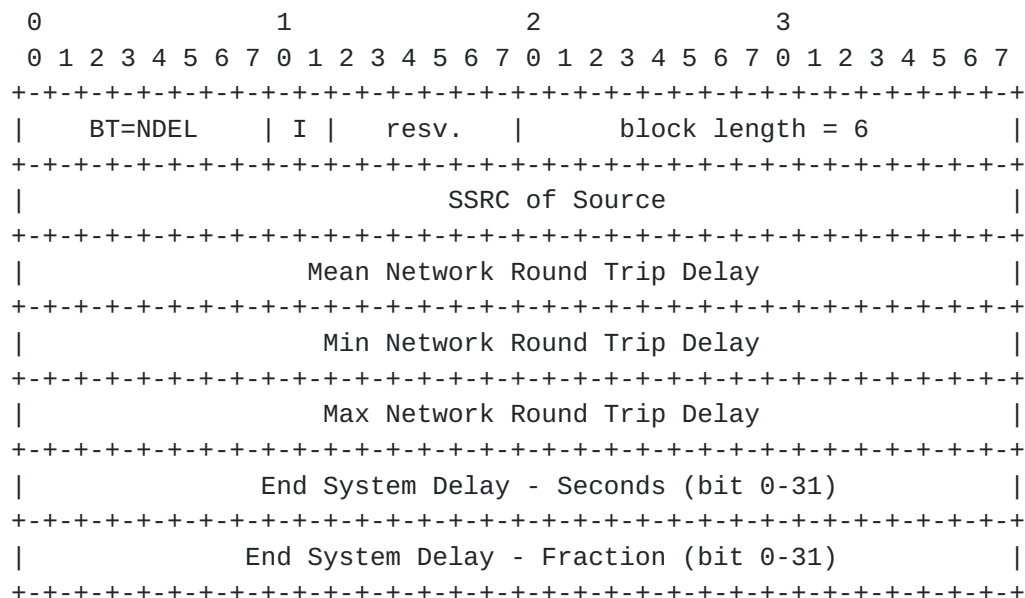 0               1               2               3
 0 1 2 3 4 5 6 7 0 1 2 3 4 5 6 7 0 1 2 3 4 5 6 7 0 1 2 3 4 5 6 7
+-+-+-+-+-+-+-+-+-+-+-+-+-+-+-+-+-+-+-+-+-+-+-+-+-+-+-+-+-+-+-+-+
|    BT=NDEL    | I |   resv.   |      block length = 6         |
+-+-+-+-+-+-+-+-+-+-+-+-+-+-+-+-+-+-+-+-+-+-+-+-+-+-+-+-+-+-+-+-+
|                           SSRC of Source                      |
+-+-+-+-+-+-+-+-+-+-+-+-+-+-+-+-+-+-+-+-+-+-+-+-+-+-+-+-+-+-+-+-+
|                  Mean Network Round Trip Delay                |
+-+-+-+-+-+-+-+-+-+-+-+-+-+-+-+-+-+-+-+-+-+-+-+-+-+-+-+-+-+-+-+-+
|                   Min Network Round Trip Delay                |
+-+-+-+-+-+-+-+-+-+-+-+-+-+-+-+-+-+-+-+-+-+-+-+-+-+-+-+-+-+-+-+-+
|                   Max Network Round Trip Delay                |
+-+-+-+-+-+-+-+-+-+-+-+-+-+-+-+-+-+-+-+-+-+-+-+-+-+-+-+-+-+-+-+-+
|               End System Delay - Seconds (bit 0-31)           |
+-+-+-+-+-+-+-+-+-+-+-+-+-+-+-+-+-+-+-+-+-+-+-+-+-+-+-+-+-+-+-+-+
|              End System Delay - Fraction (bit 0-31)           |
+-+-+-+-+-+-+-+-+-+-+-+-+-+-+-+-+-+-+-+-+-+-+-+-+-+-+-+-+-+-+-+-+